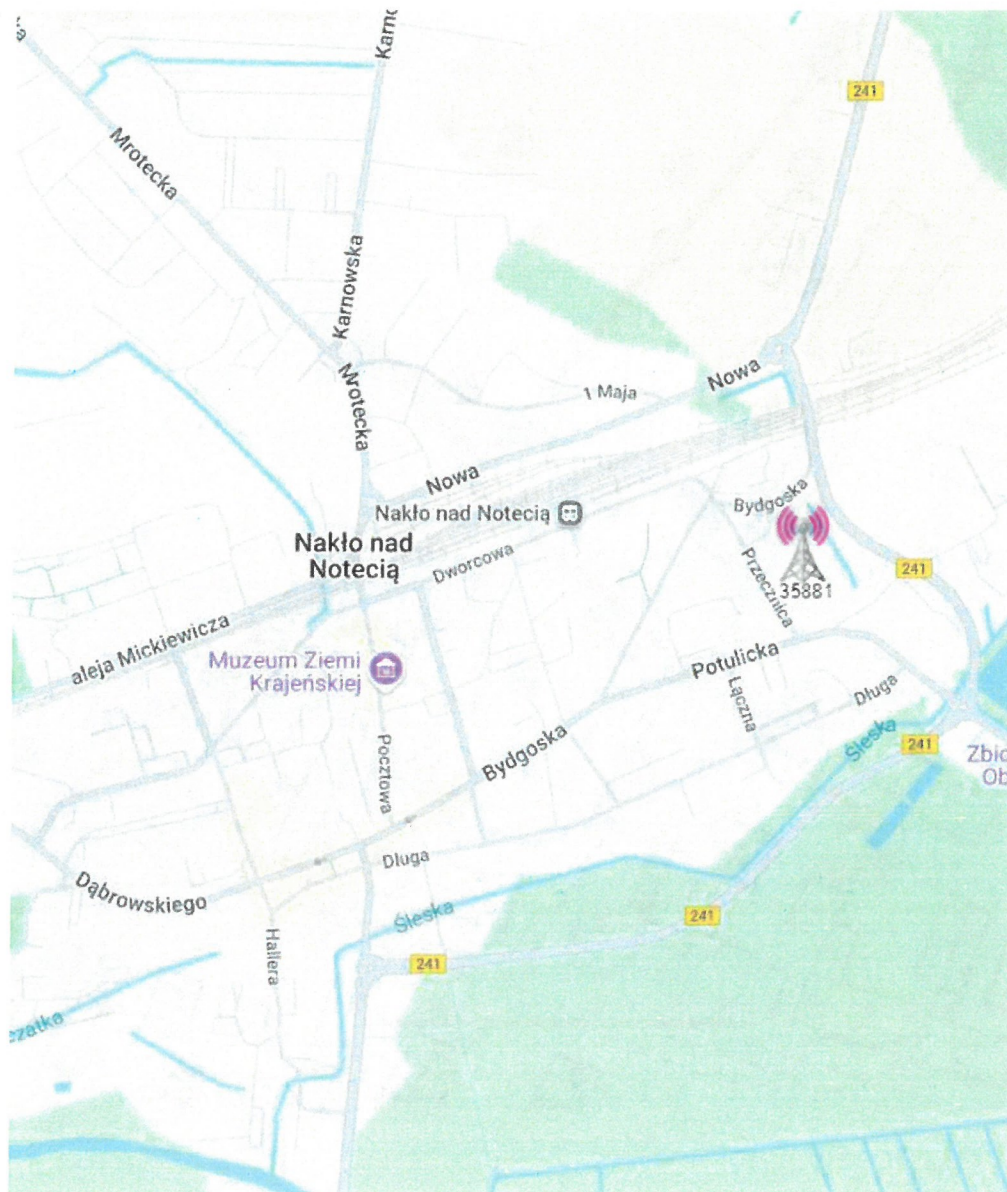 241
Mrotecka
Karnowska
Mrotecka
1 Maja
Nowa
Nowa
Nakło nad Notecią
Bydgoska
Nakło nad
Notecią
Dworcowa
35881
Przecznica
241
aleja Mickiewicza
Muzeum Ziemi
Krajeńskiej
Potulicka
Łączna
Długa
Śleska
241
Pocztowa
Bydgoska
Długa
Dąbrowskiego
Śleska
241
Hallera
241